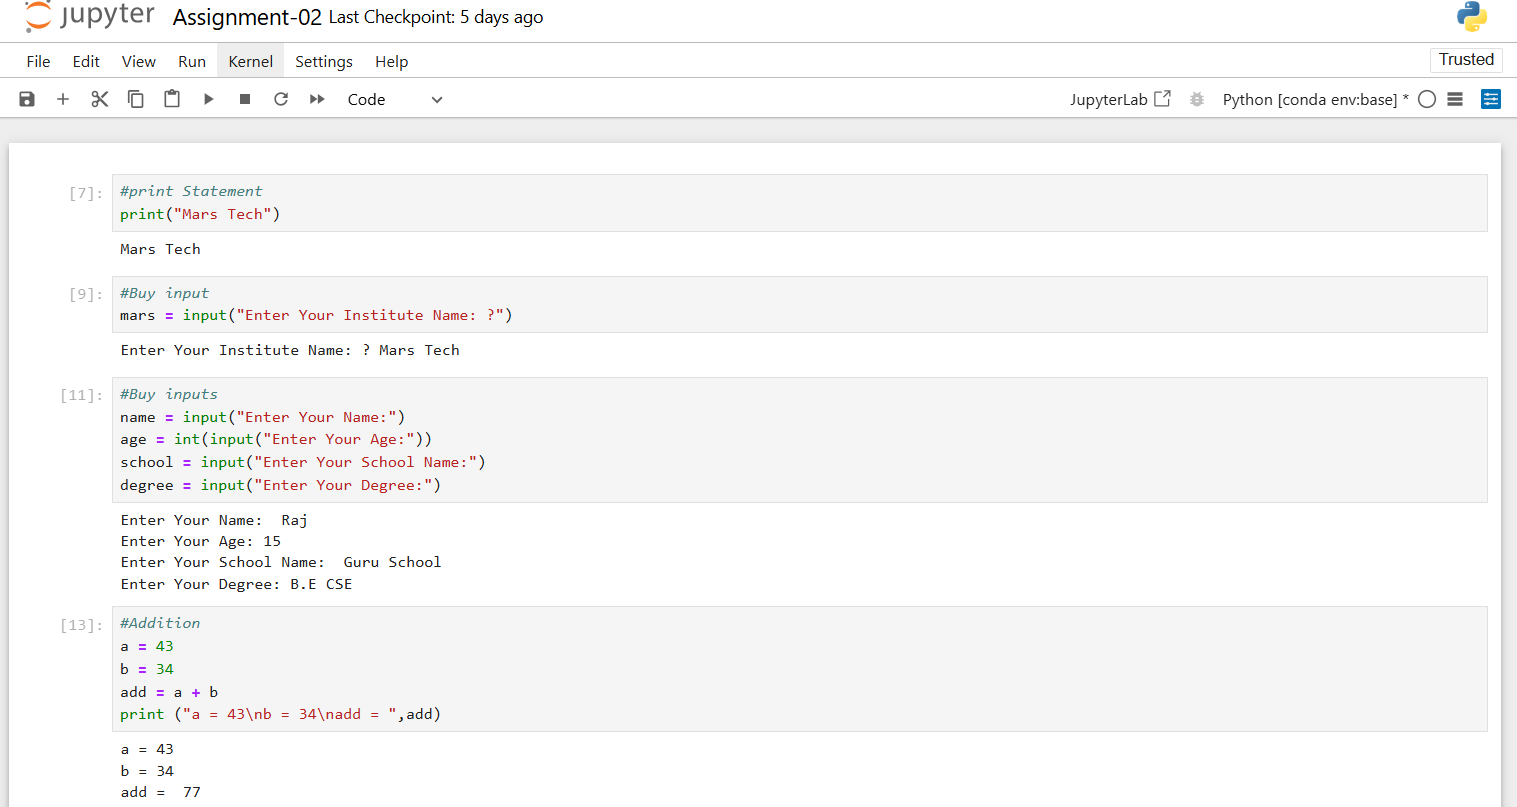 jupyter Assignment-02 Last Checkpoint: 5 days ago
File Edit View Run Kernel Settings Help Trusted
Code JupyterLab Python [conda env:base] *
[7]: #print Statement
print("Mars Tech")
Mars Tech
[9]: #Buy input
mars = input("Enter Your Institute Name: ?")
Enter Your Institute Name: ? Mars Tech
[11]: #Buy inputs
name = input("Enter Your Name:")
age = int(input("Enter Your Age:"))
school = input("Enter Your School Name:")
degree = input("Enter Your Degree:")
Enter Your Name:  Raj
Enter Your Age: 15
Enter Your School Name:  Guru School
Enter Your Degree: B.E CSE
[13]: #Addition
a = 43
b = 34
add = a + b
print ("a = 43\nb = 34\nadd = ",add)
a = 43
b = 34
add =  77